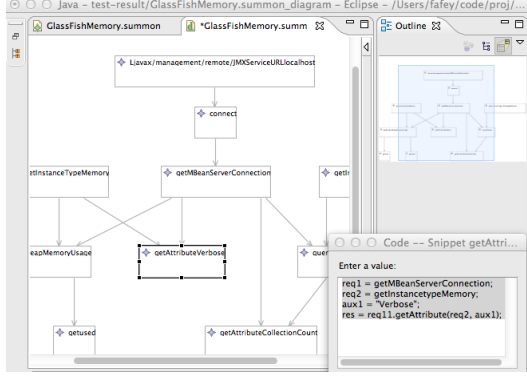 Java - test-result/GlassFishMemory.summon_diagram - Eclipse - /Users/fafey/code/proj/...
GlassFishMemory.summon
*GlassFishMemory.summ
Outline
Ljavax/management/remote/JMXServiceURLlocalhost
connect
etInstanceTypeMemory
getMBeanServerConnection
getIn
eapMemoryUsage
getAttributeVerbose
quer
getused
getAttributeCollectionCount
Code -- Snippet getAttri...
Enter a value:
req1 = getMBeanServerConnection;
req2 = getInstancetypeMemory;
aux1 = "Verbose";
res = req11.getAttribute(req2, aux1);